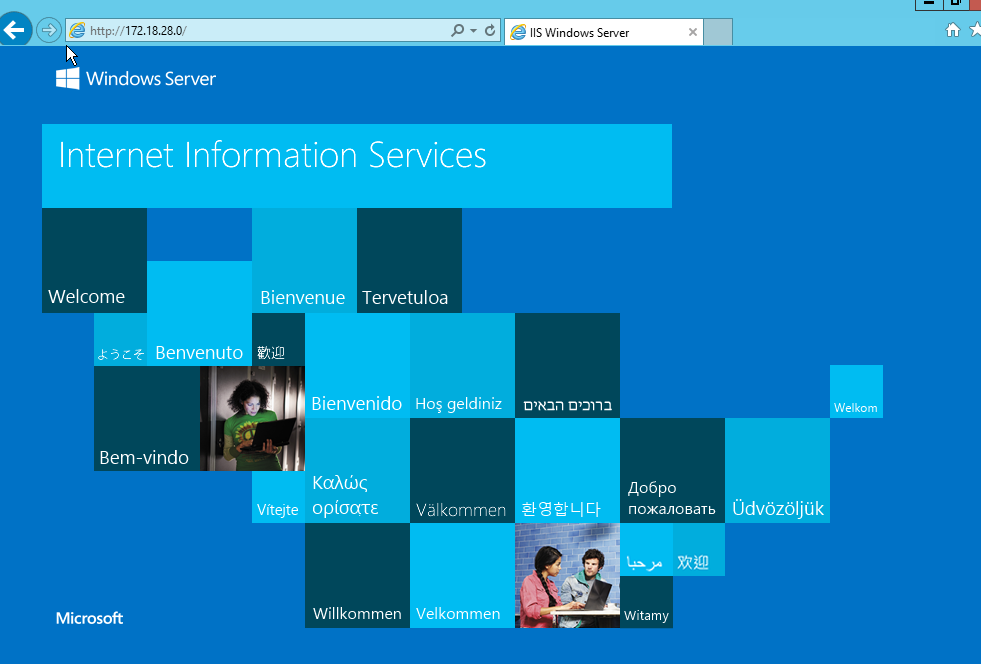 http://172.18.28.0/
IIS Windows Server
Windows Server
Internet Information Services
Welcome
Bienvenue
Tervetuloa
ようこそ
Benvenuto
歡迎
Bienvenido
Hoş geldiniz
ברוכים הבאים
Welkom
Bem-vindo
Vítejte
Καλώς
ορίσατε
Välkommen
환영합니다
Добро
пожаловать
Üdvözöljük
Willkommen
Velkommen
مرحبا
欢迎
Witamy
Microsoft